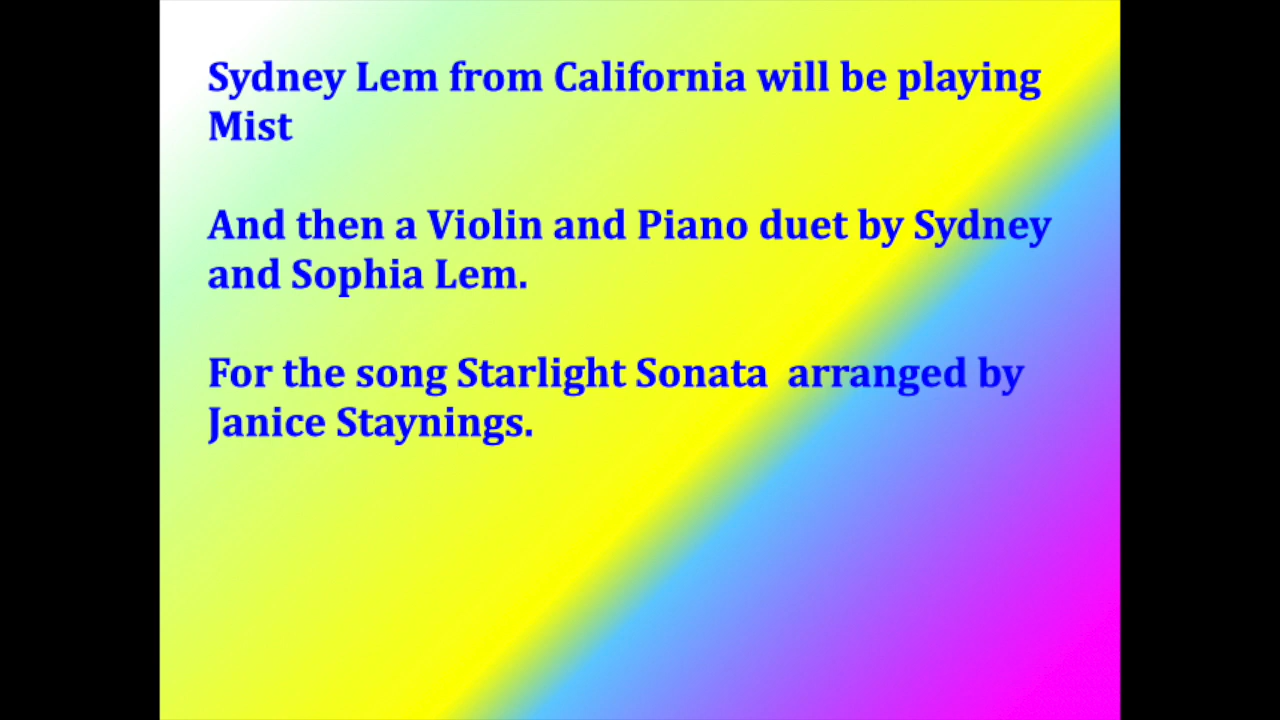 Sydney Lem from California will be playing
Mist
And then a Violin and Piano duet by Sydney
and Sophia Lem.
For the song Starlight Sonata  arranged by
Janice Staynings.